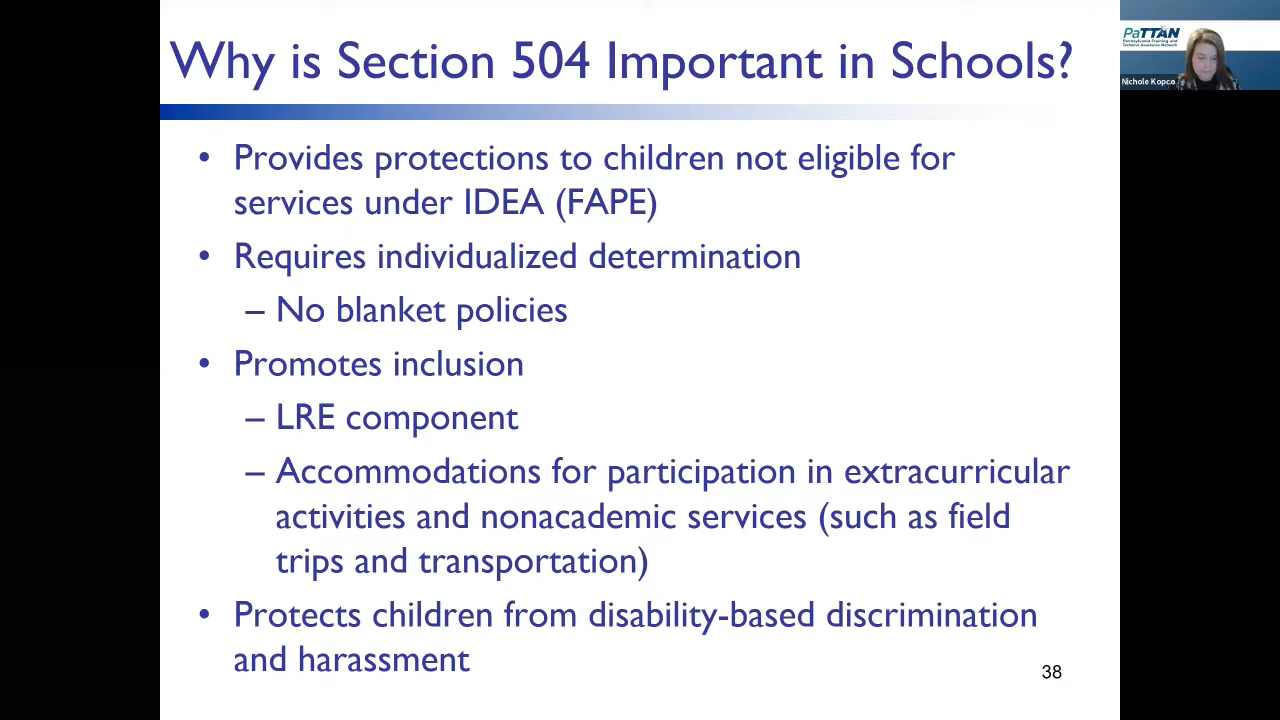 Why is Section 504 Important in Schools?
• Provides protections to children not eligible for
services under IDEA (FAPE)
• Requires individualized determination
– No blanket policies
• Promotes inclusion
– LRE component
– Accommodations for participation in extracurricular
activities and nonacademic services (such as field
trips and transportation)
• Protects children from disability-based discrimination
and harassment
38
PaTTAN
Pennsylvania Training and
Technical Assistance Network
Nichole Kopco